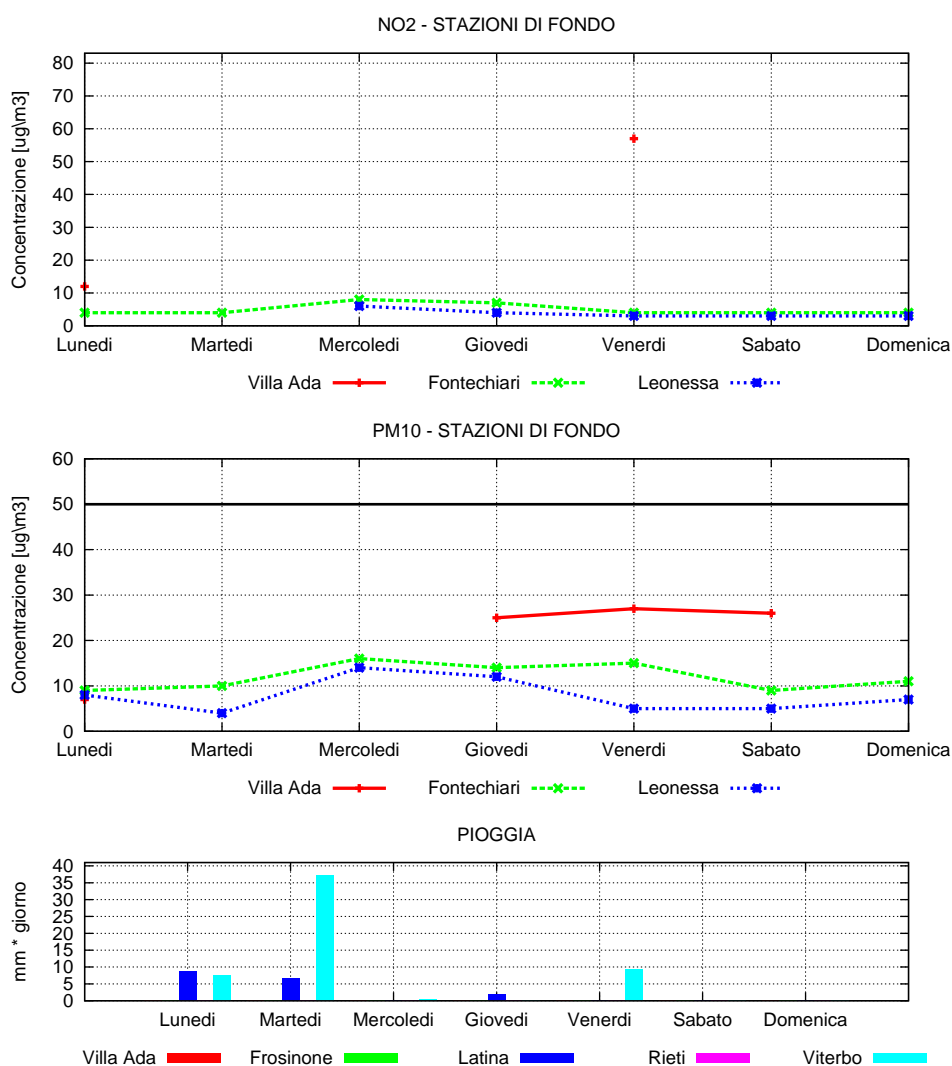 NO2 - STAZIONI DI FONDO
Concentrazione [ug\m3]
80
70
60
50
40
30
20
10
0
Lunedi Martedi Mercoledi Giovedi Venerdi Sabato Domenica
Villa Ada Fontechiari Leonessa
PM10 - STAZIONI DI FONDO
Concentrazione [ug\m3]
60
50
40
30
20
10
0
Lunedi Martedi Mercoledi Giovedi Venerdi Sabato Domenica
Villa Ada Fontechiari Leonessa
PIOGGIA
mm * giorno
40
35
30
25
20
15
10
5
0
Lunedi Martedi Mercoledi Giovedi Venerdi Sabato Domenica
Villa Ada Frosinone Latina Rieti Viterbo